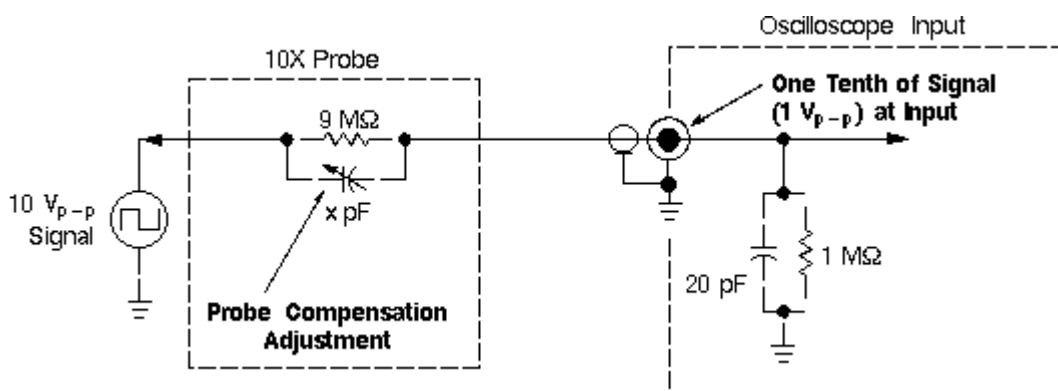 Oscilloscope Input
10X Probe
One Tenth of Signal
(1 Vp–p) at Input
9 MΩ
10 Vp–p
Signal
x pF
20 pF
1 MΩ
Probe Compensation
Adjustment